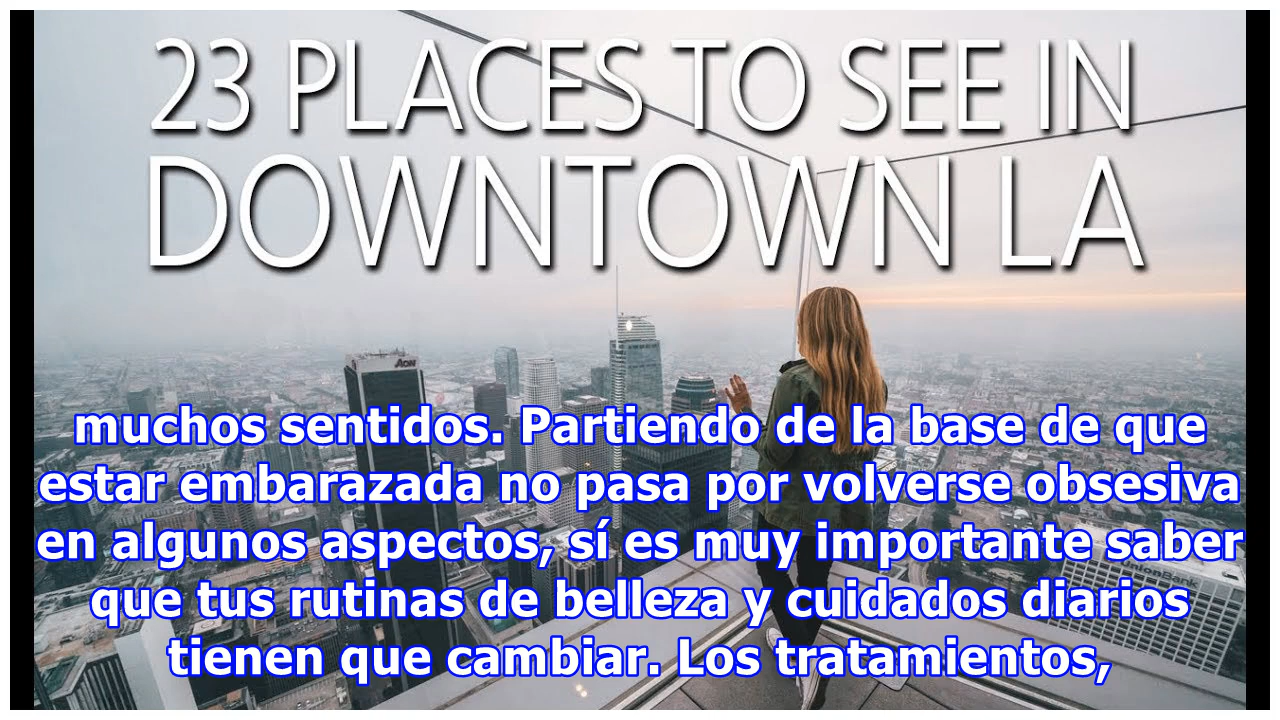 23 PLACES TO SEE IN
DOWNTOWN LA
AON
muchos sentidos. Partiendo de la base de que
estar embarazada no pasa por volverse obsesiva
en algunos aspectos, sí es muy importante saber
que tus rutinas de belleza y cuidados diarios
tienen que cambiar. Los tratamientos,
UnionBank